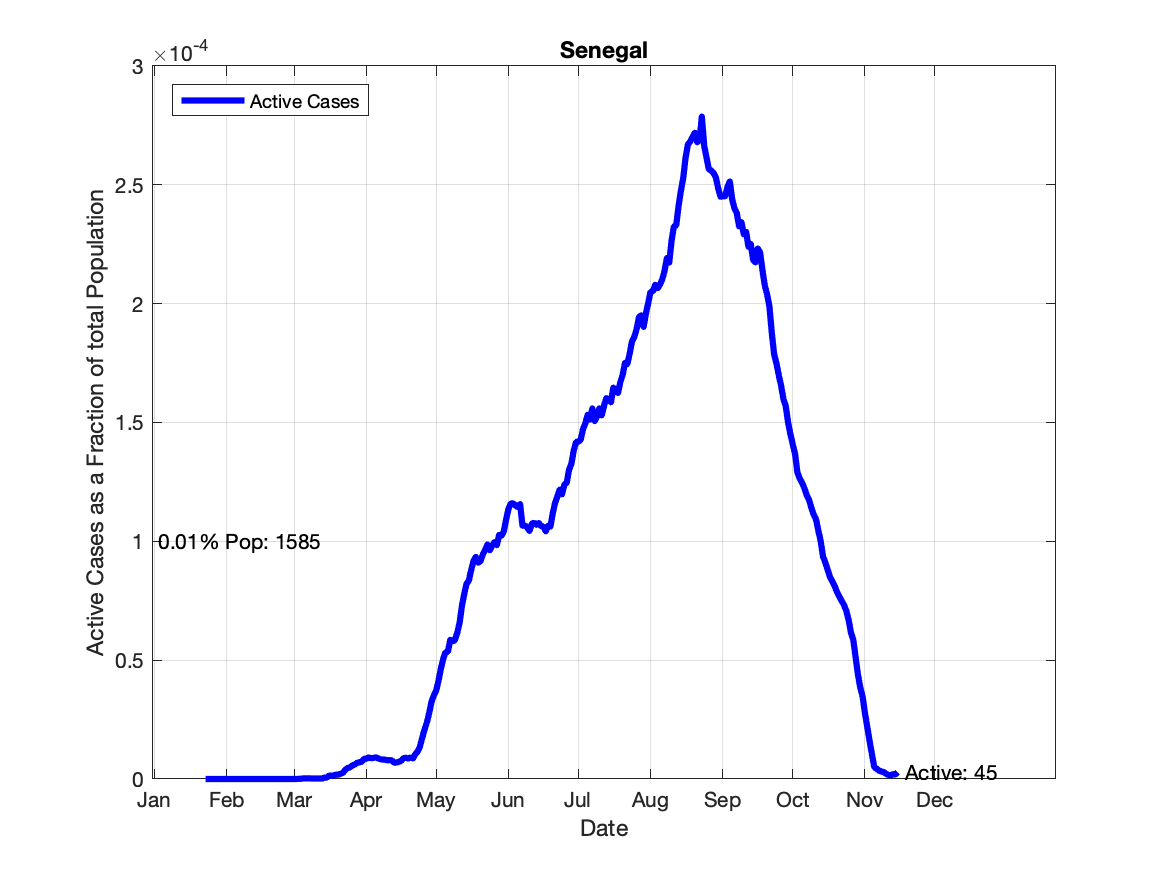 Senegal
×10-4
Active Cases
3
2.5
2
1.5
1
0.5
0
0.01% Pop: 1585
Active: 45
Active Cases as a Fraction of total Population
Jan Feb Mar Apr May Jun Jul Aug Sep Oct Nov Dec
Date